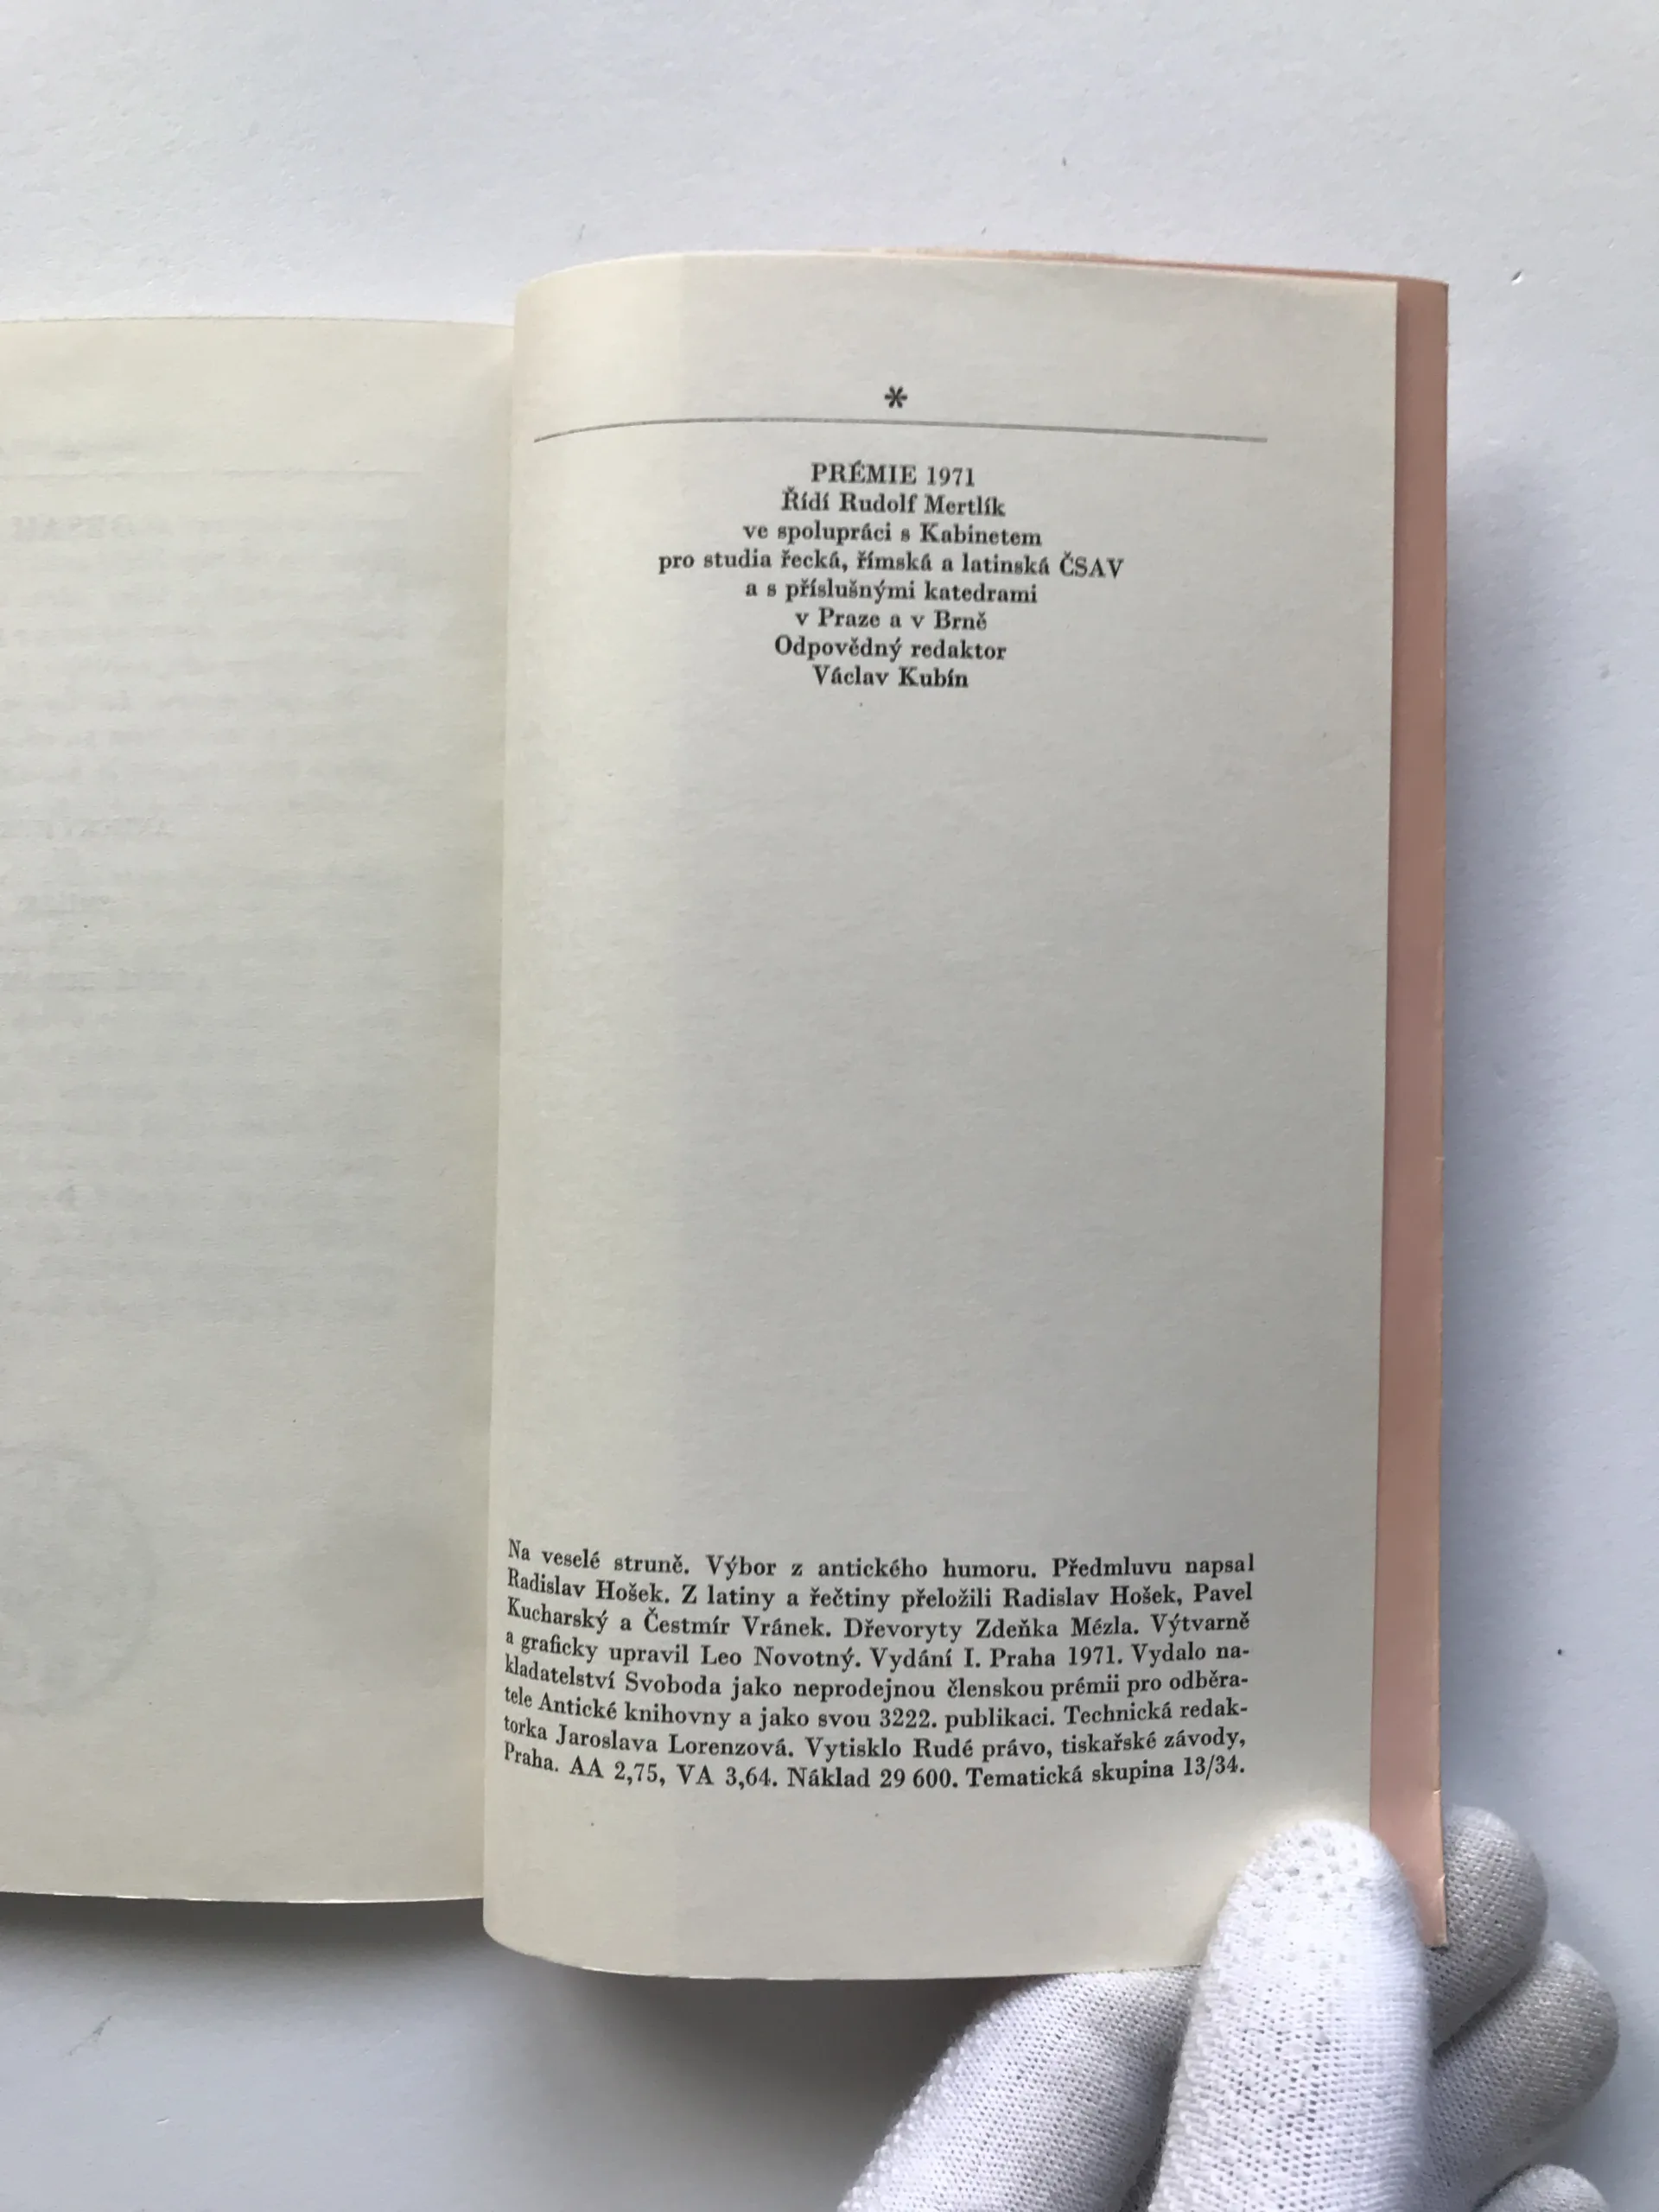 *
PRÉMIE 1971
Řídí Rudolf Mertlík
ve spolupráci s Kabinetem
pro studia řecká, římská a latinská ČSAV
a s příslušnými katedrami
v Praze a v Brně
Odpovědný redaktor
Václav Kubín
Na veselé struně. Výbor z antického humoru. Předmluvu napsal
Radislav Hošek. Z latiny a řečtiny přeložili Radislav Hošek, Pavel
Kucharský a Čestmír Vránek. Dřevoryty Zdeňka Mézla. Výtvarně
a graficky upravil Leo Novotný. Vydání I. Praha 1971. Vydalo na-
kladatelství Svoboda jako neprodejnou členskou prémii pro odběra-
tele Antické knihovny a jako svou 3222. publikaci. Technická redak-
torka Jaroslava Lorenzová. Vytisklo Rudé právo, tiskařské závody,
Praha. AA 2,75, VA 3,64. Náklad 29 600. Tematická skupina 13/34.